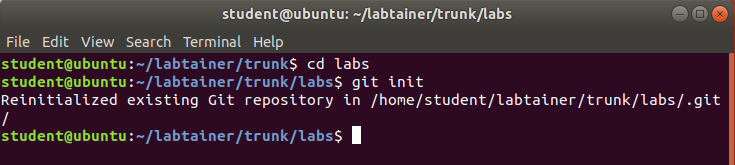 student@ubuntu: ~/labtainer/trunk/labs
File Edit View Search Terminal Help
student@ubuntu:~/labtainer/trunk$ cd labs
student@ubuntu:~/labtainer/trunk/labs$ git init
Reinitialized existing Git repository in /home/student/labtainer/trunk/labs/.git
/
student@ubuntu:~/labtainer/trunk/labs$